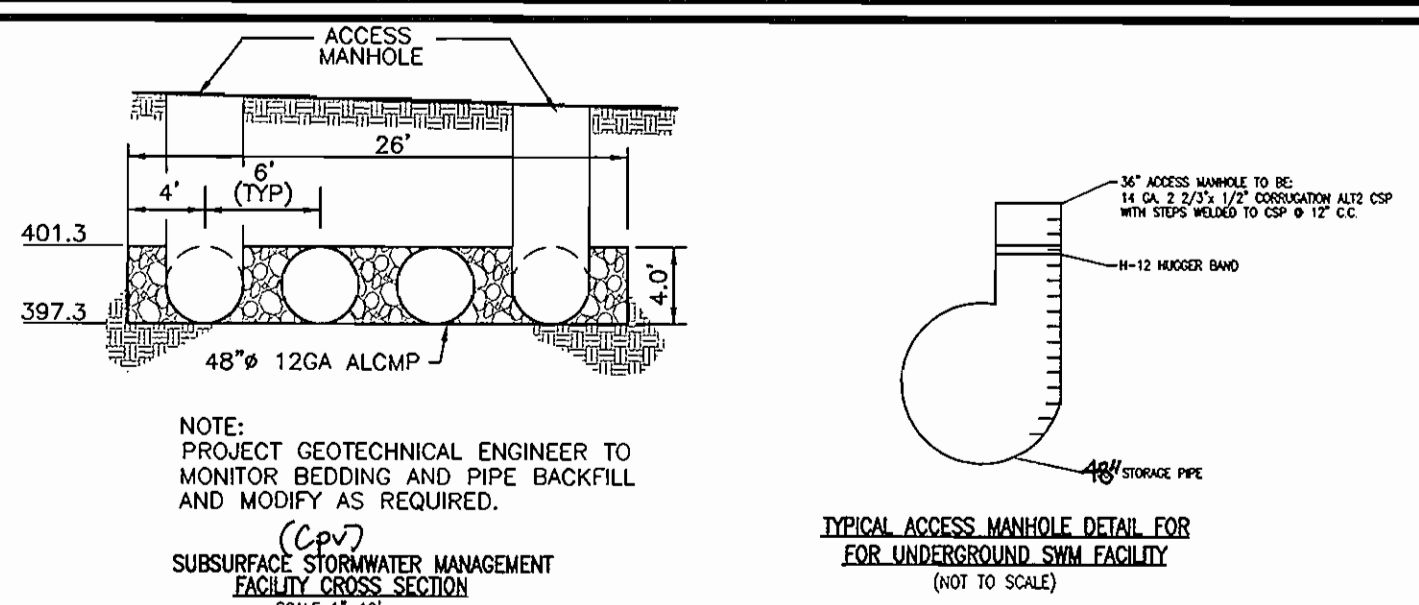 ACCESS
MANHOLE
26'
4'
6'
(TYP)
401.3
397.3
4.0'
48"ø 12GA ALCMP
NOTE:
PROJECT GEOTECHNICAL ENGINEER TO
MONITOR BEDDING AND PIPE BACKFILL
AND MODIFY AS REQUIRED.
(Cpv)
SUBSURFACE STORMWATER MANAGEMENT
FACILITY CROSS SECTION
36" ACCESS MANHOLE TO BE:
14 GA. 2 2/3"x 1/2" CORRUGATION ALT2 CSP
WITH STEPS WELDED TO CSP @ 12" C.C.
H-12 HUGGER BAND
48" STORAGE PIPE
TYPICAL ACCESS MANHOLE DETAIL FOR
FOR UNDERGROUND SWM FACILITY
(NOT TO SCALE)